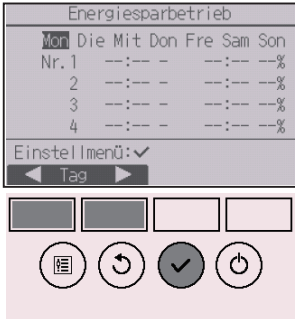 Energiesparbetrieb
Mon Die Mit Don Fre Sam Son
Nr. 1 --:-- – --:-- --%
2 --:-- – --:-- --%
3 --:-- – --:-- --%
4 --:-- – --:-- --%
Einstellmenü:✓
◀ Tag ▶